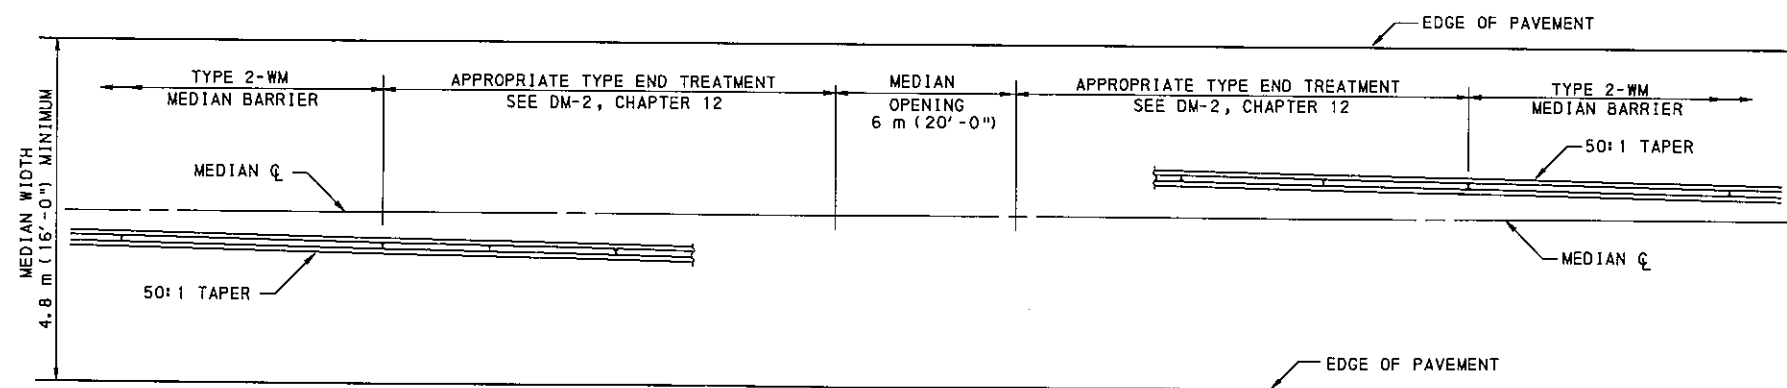 EDGE OF PAVEMENT
TYPE 2-WM
MEDIAN BARRIER
APPROPRIATE TYPE END TREATMENT
SEE DM-2, CHAPTER 12
MEDIAN
OPENING
6 m (20'-0")
APPROPRIATE TYPE END TREATMENT
SEE DM-2, CHAPTER 12
TYPE 2-WM
MEDIAN BARRIER
MEDIAN WIDTH
4.8 m (16'-0") MINIMUM
MEDIAN ℄
50:1 TAPER
50:1 TAPER
MEDIAN ℄
EDGE OF PAVEMENT